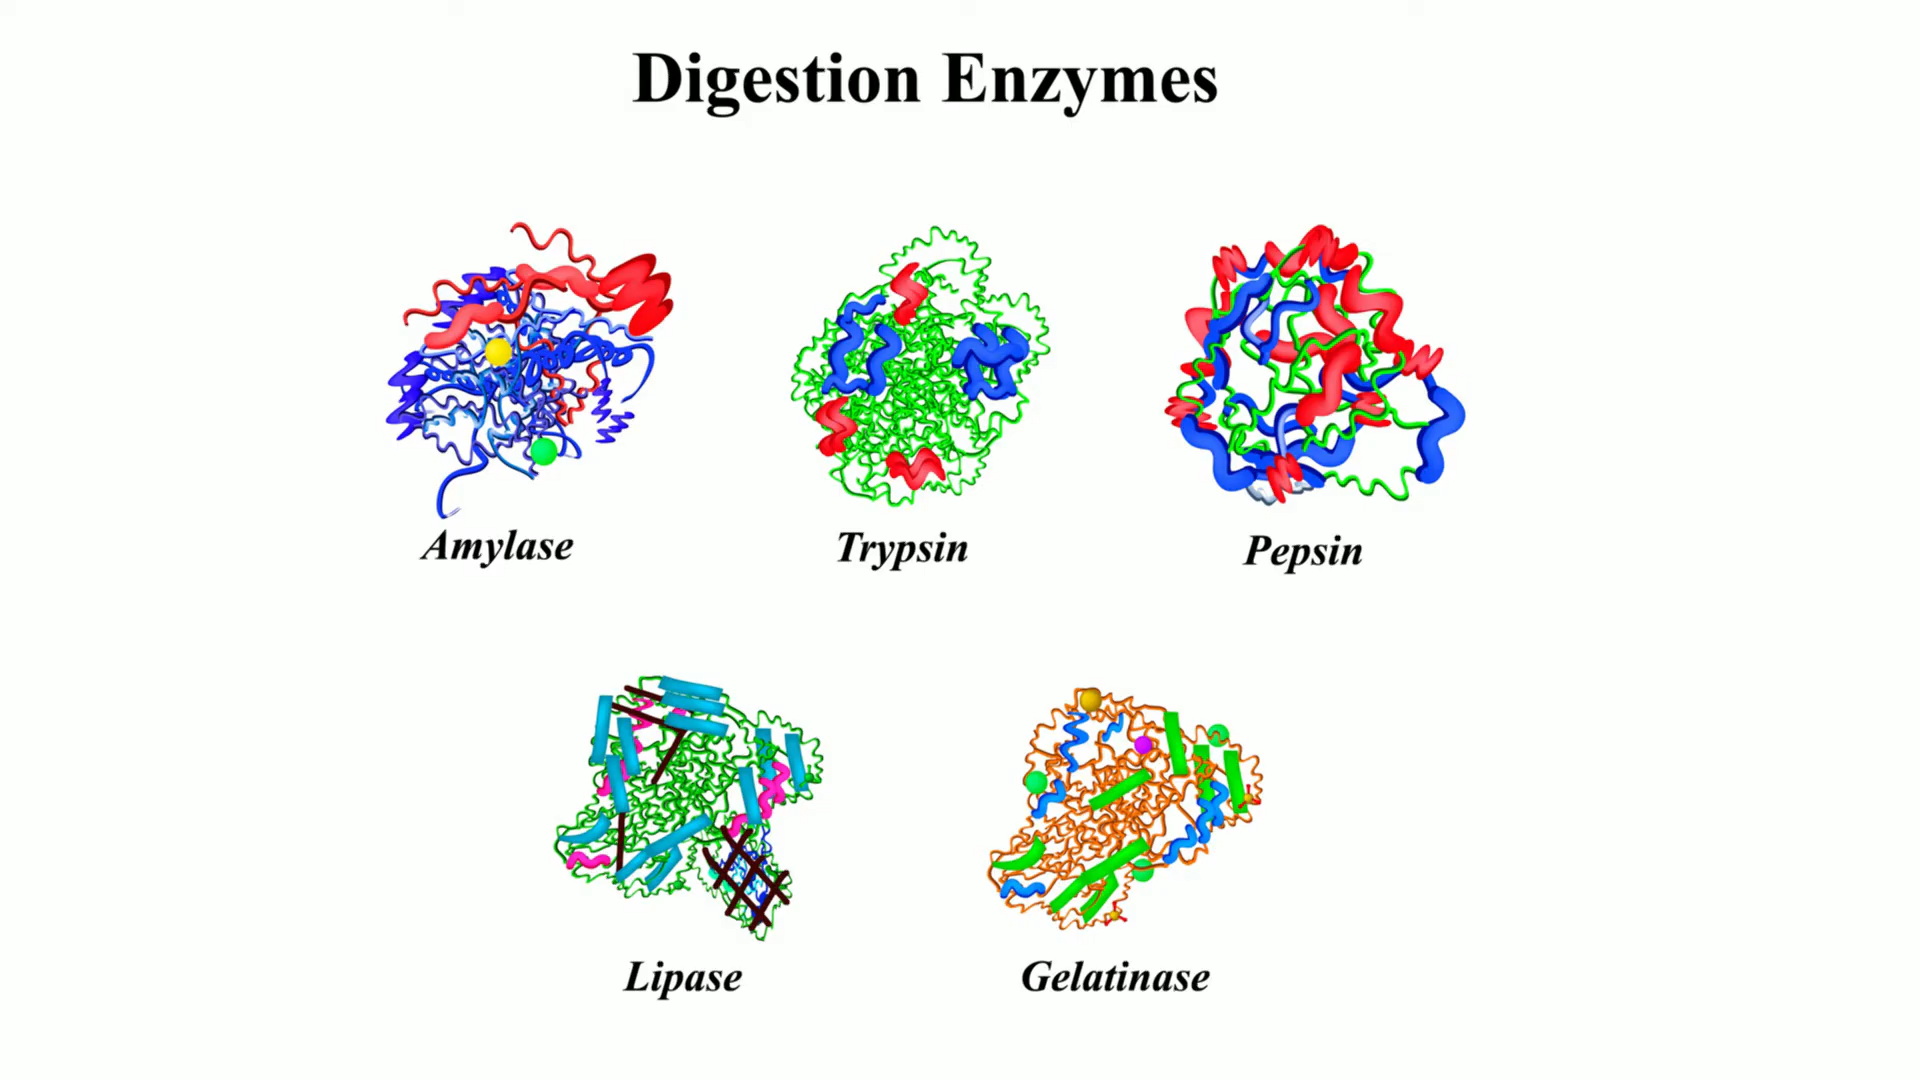 Digestion Enzymes
Amylase
Trypsin
Pepsin
Lipase
Gelatinase